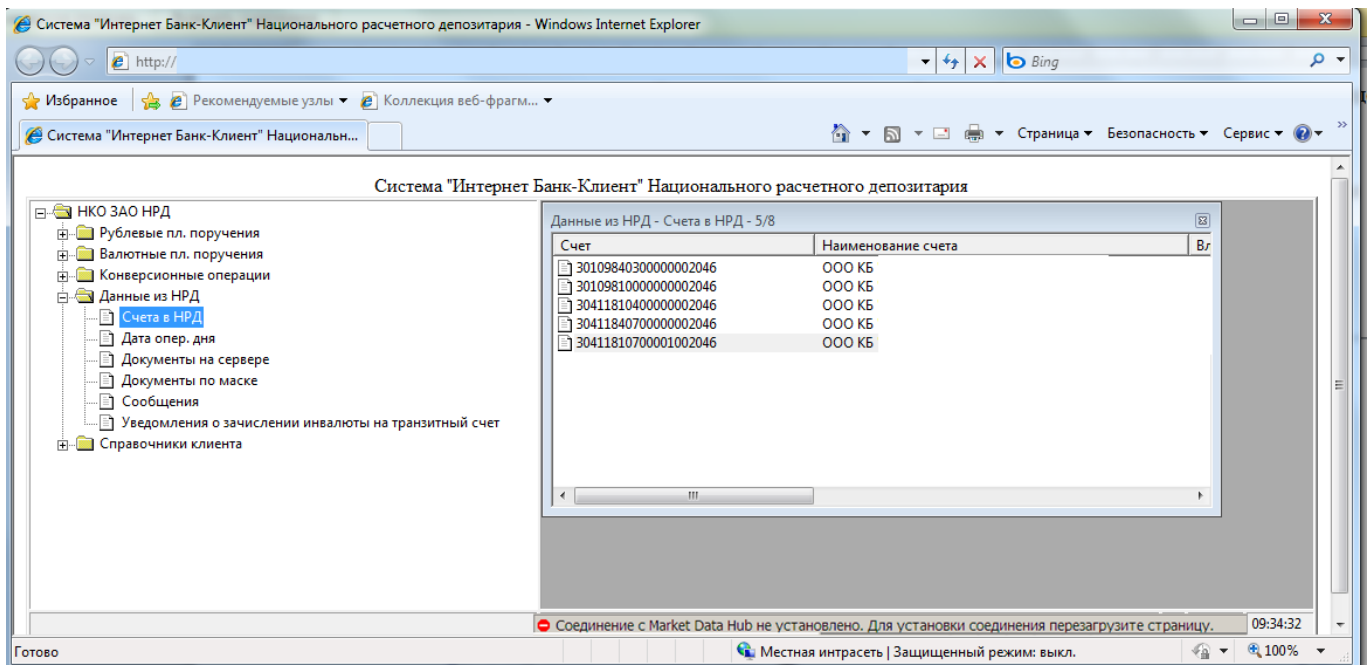 Система "Интернет Банк-Клиент" Национального расчетного депозитария - Windows Internet Explorer
http://
Bing
Избранное Рекомендуемые узлы Коллекция веб-фрагм...
Система "Интернет Банк-Клиент" Национальн...
Страница Безопасность Сервис
Система "Интернет Банк-Клиент" Национального расчетного депозитария
НКО ЗАО НРД
Рублевые пл. поручения
Валютные пл. поручения
Конверсионные операции
Данные из НРД
Счета в НРД
Дата опер. дня
Документы на сервере
Документы по маске
Сообщения
Уведомления о зачислении инвалюты на транзитный счет
Справочники клиента
Данные из НРД - Счета в НРД - 5/8
Счет Наименование счета Вл
30109840300000002046 ООО КБ
30109810000000002046 ООО КБ
30411810400000002046 ООО КБ
30411840700000002046 ООО КБ
30411810700001002046 ООО КБ
Соединение с Market Data Hub не установлено. Для установки соединения перезагрузите страницу. 09:34:32
Готово Местная интрасеть | Защищенный режим: выкл. 100%